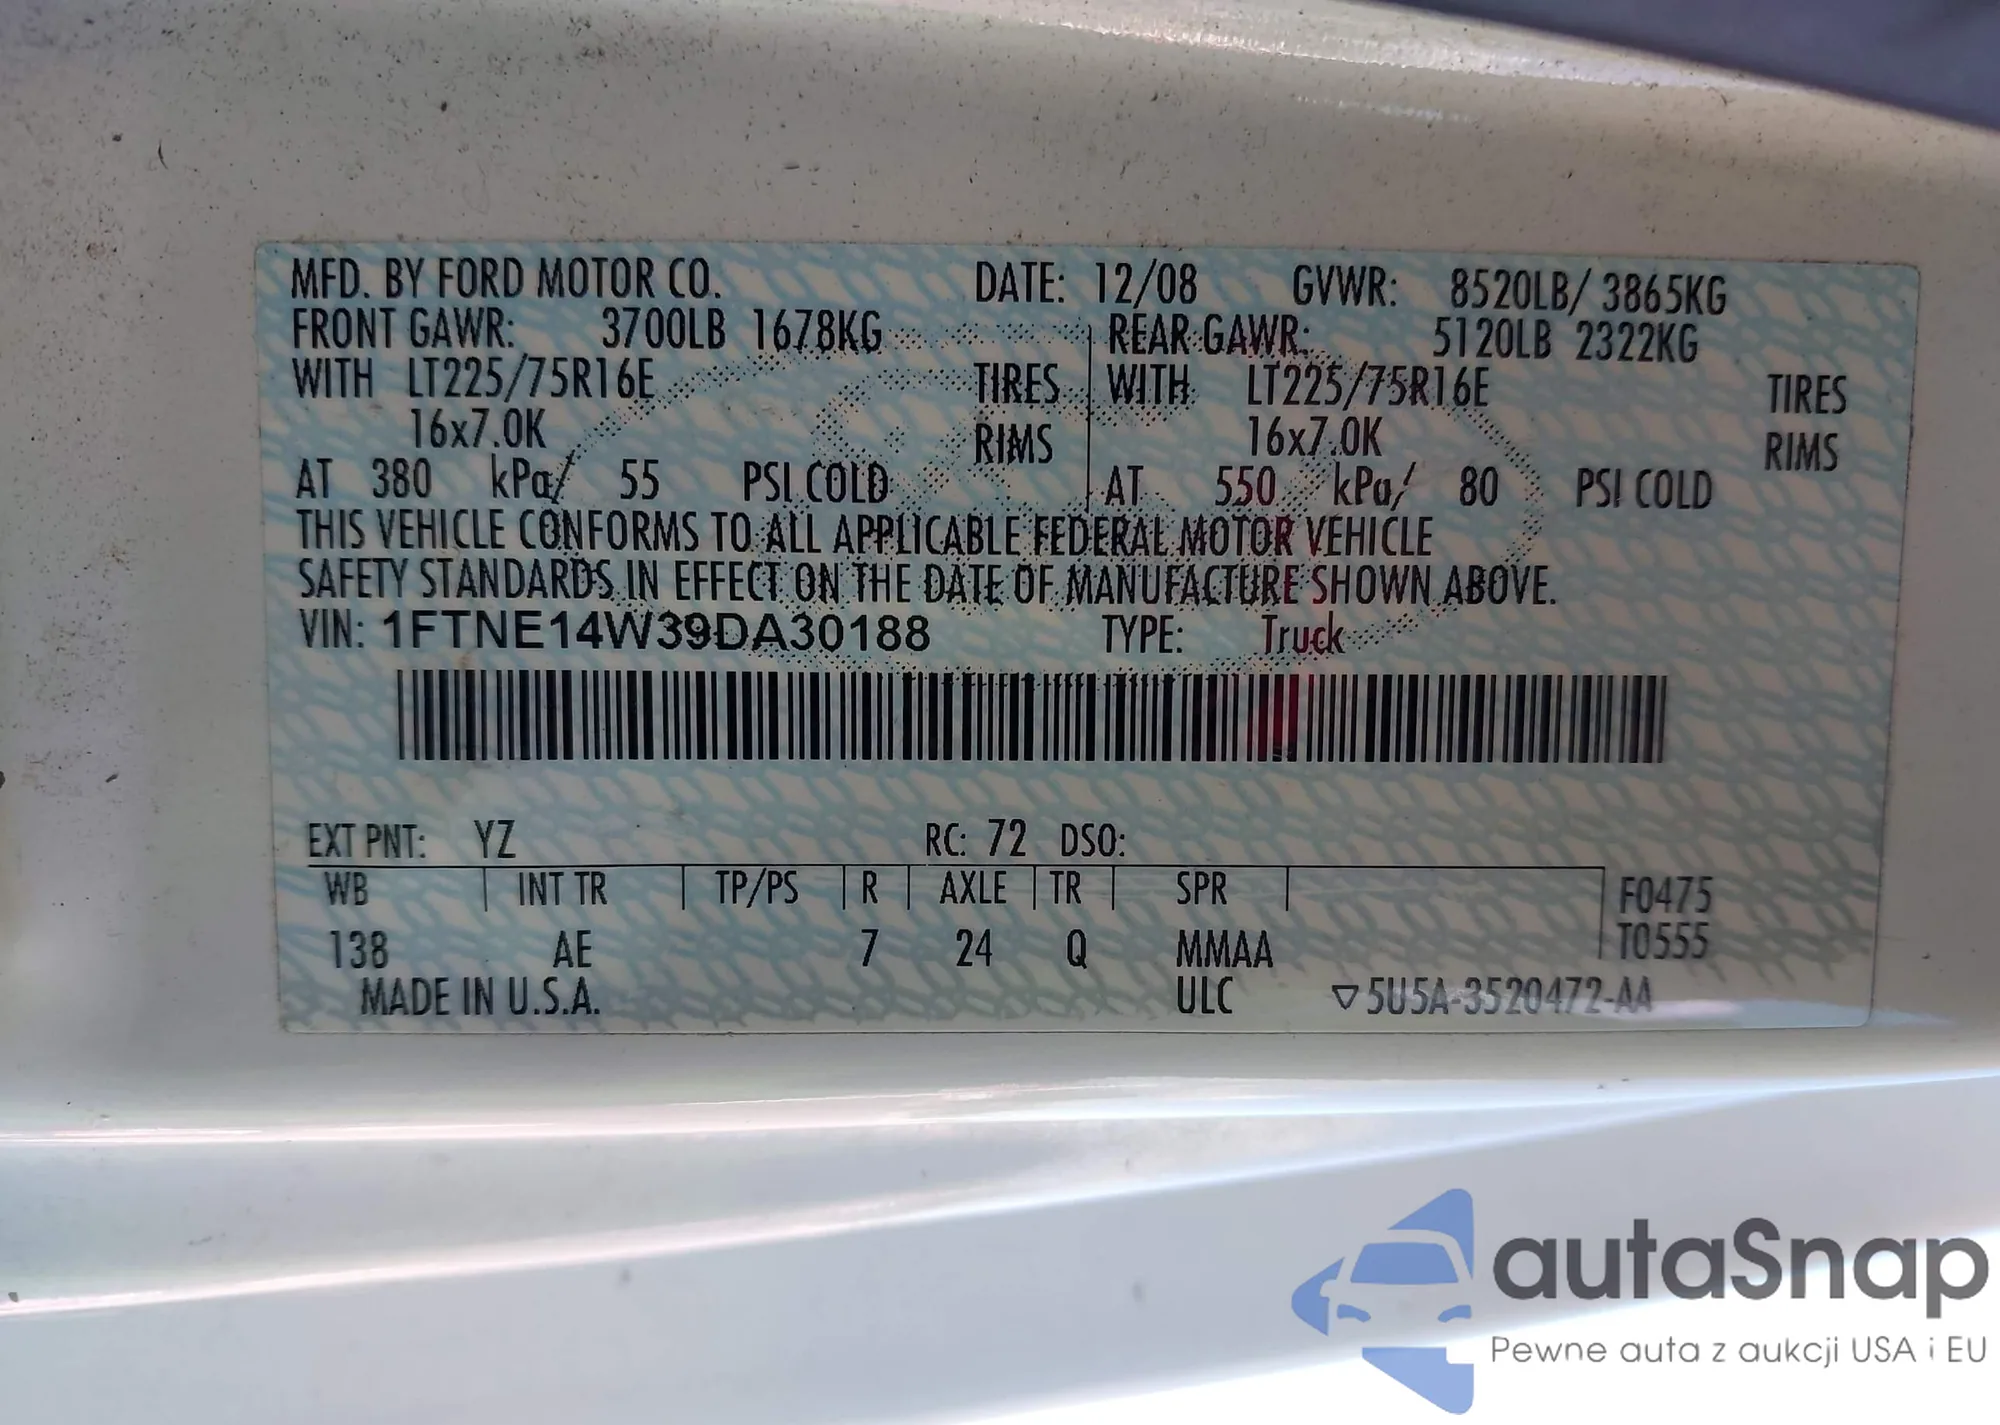 MFD. BY FORD MOTOR CO. DATE: 12/08 GVWR: 8520LB/ 3865KG
FRONT GAWR: 3700LB 1678KG REAR GAWR: 5120LB 2322KG
WITH LT225/75R16E TIRES WITH LT225/75R16E TIRES
16x7.0K RIMS 16x7.0K RIMS
AT 380 kPa/ 55 PSI COLD AT 550 kPa/ 80 PSI COLD
THIS VEHICLE CONFORMS TO ALL APPLICABLE FEDERAL MOTOR VEHICLE
SAFETY STANDARDS IN EFFECT ON THE DATE OF MANUFACTURE SHOWN ABOVE.
VIN: 1FTNE14W39DA30188 TYPE: Truck
EXT PNT: YZ RC: 72 DSO:
WB INT TR TP/PS R AXLE TR SPR F0475
138 AE 7 24 Q MMAA T0555
MADE IN U.S.A. ULC ▽5U5A-3520472-AA
autaSnap
Pewne auta z aukcji USA i EU